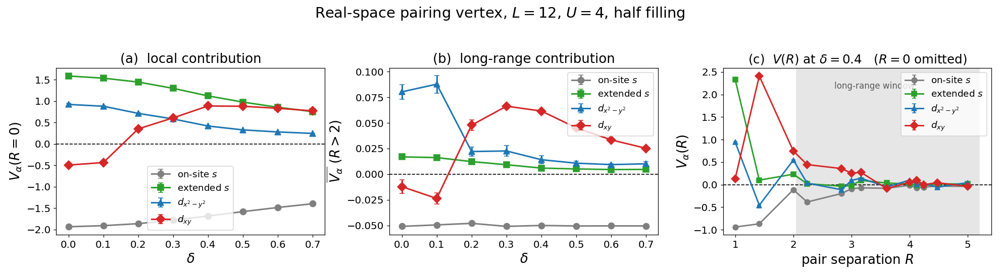 Real-space pairing vertex, L = 12, U = 4, half filling
(a) local contribution
V_α(R = 0)
1.5
1.0
0.5
0.0
−0.5
−1.0
−1.5
−2.0
on-site s
extended s
d_{x²−y²}
d_{xy}
0.0 0.1 0.2 0.3 0.4 0.5 0.6 0.7
δ
(b) long-range contribution
\overline{V_α} (R > 2)
0.100
0.075
0.050
0.025
0.000
−0.025
−0.050
on-site s
extended s
d_{x²−y²}
d_{xy}
0.0 0.1 0.2 0.3 0.4 0.5 0.6 0.7
δ
(c) V(R) at δ = 0.4 (R = 0 omitted)
V_α(R)
2.5
2.0
1.5
1.0
0.5
0.0
−0.5
−1.0
long-range window
on-site s
extended s
d_{x²−y²}
d_{xy}
1 2 3 4 5
pair separation R